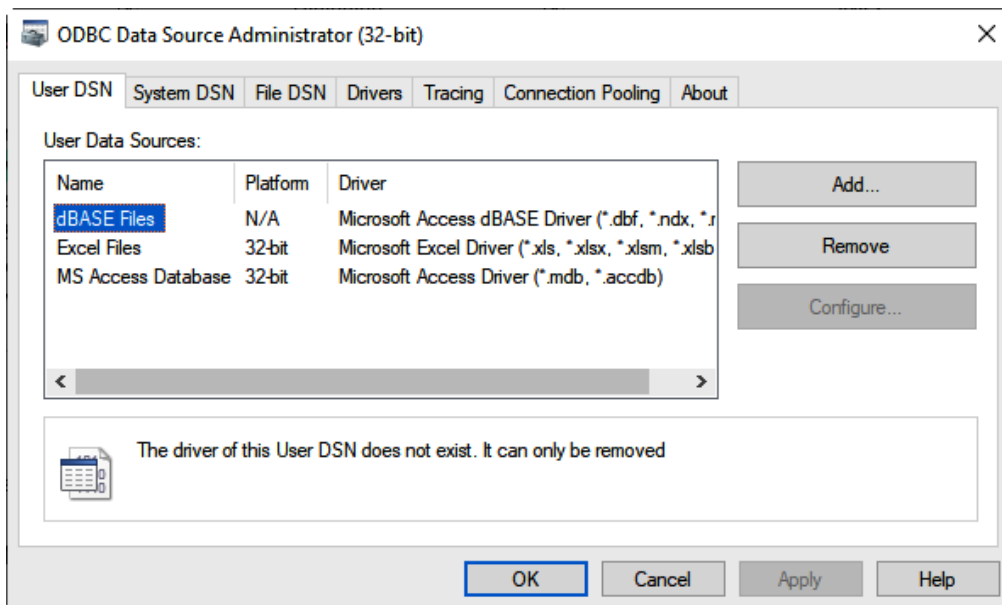 ODBC Data Source Administrator (32-bit)
User DSN System DSN File DSN Drivers Tracing Connection Pooling About
User Data Sources:
Name Platform Driver
dBASE Files N/A Microsoft Access dBASE Driver (*.dbf, *.ndx, *.r
Excel Files 32-bit Microsoft Excel Driver (*.xls, *.xlsx, *.xlsm, *.xlsb
MS Access Database 32-bit Microsoft Access Driver (*.mdb, *.accdb)
Add...
Remove
Configure...
The driver of this User DSN does not exist. It can only be removed
OK Cancel Apply Help